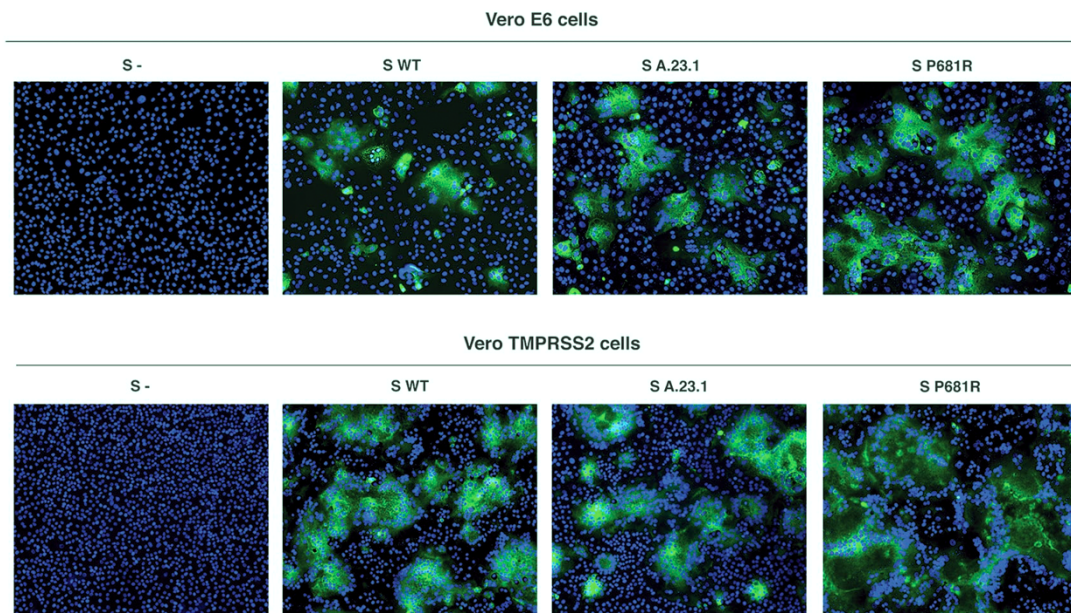 Vero E6 cells
S -
S WT
S A.23.1
S P681R
Vero TMPRSS2 cells
S -
S WT
S A.23.1
S P681R